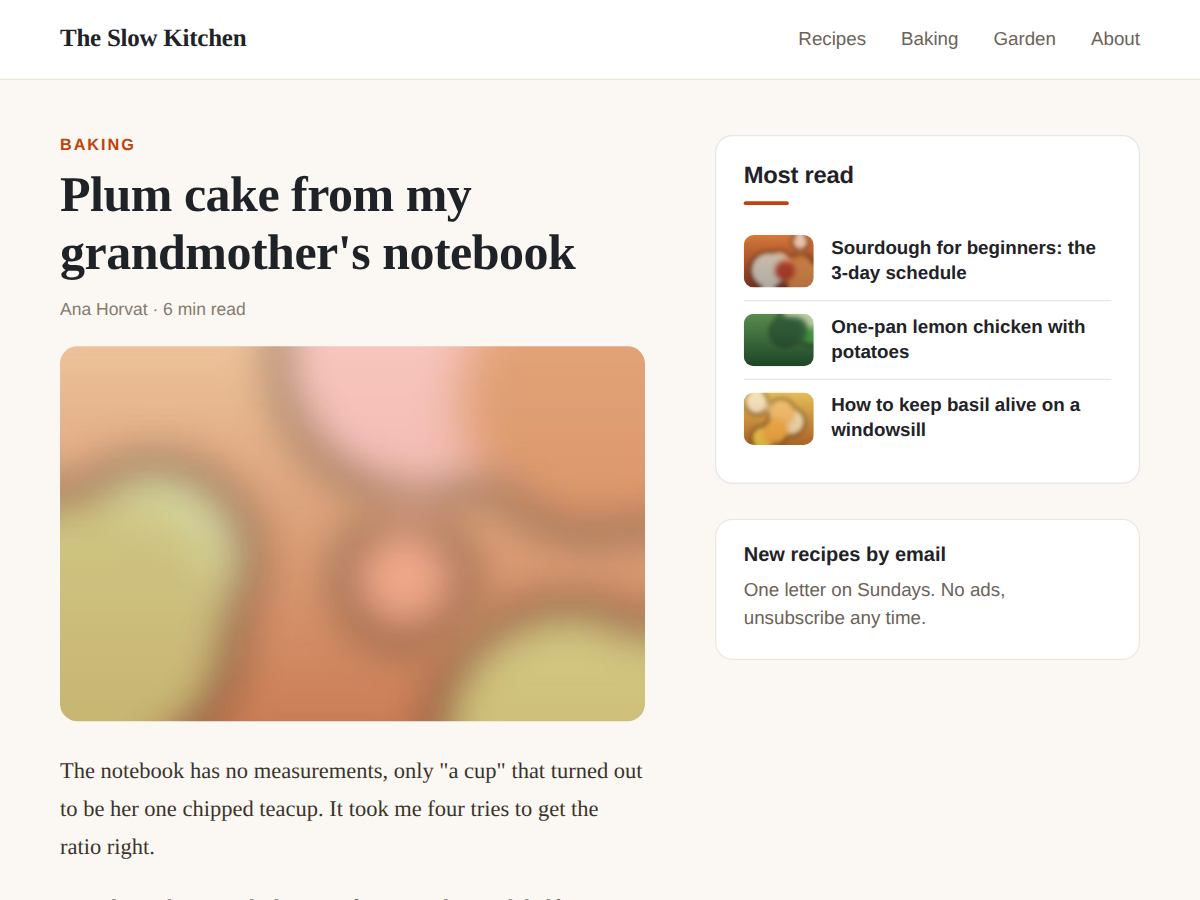 The Slow Kitchen
Recipes
Baking
Garden
About
BAKING
Plum cake from my
grandmother's notebook
Ana Horvat · 6 min read
The notebook has no measurements, only "a cup" that turned out
to be her one chipped teacup. It took me four tries to get the
ratio right.
Most read
Sourdough for beginners: the
3-day schedule
One-pan lemon chicken with
potatoes
How to keep basil alive on a
windowsill
New recipes by email
One letter on Sundays. No ads,
unsubscribe any time.